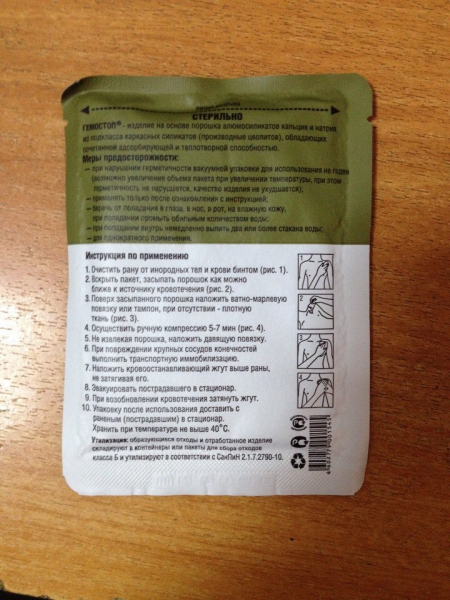 СТЕРИЛЬНО
ГЕМОСТОП® - изделие на основе порошка алюмосиликатов кальция и натрия
из подкласса каркасных силикатов (производные цеолитов), обладающих
сочетанной адсорбирующей и теплотворной способностью.
Меры предосторожности:
– при нарушении герметичности вакуумной упаковки для использования не годен
(возможно увеличение объема пакета при увеличении температуры, при этом
герметичность не нарушается, качество изделия не ухудшается);
– применять только после ознакомления с инструкцией;
– беречь от попадания в глаза, в нос, в рот, на влажную кожу,
при попадании промыть обильным количеством воды;
– при попадании внутрь немедленно выпить два или более стакана воды;
– для однократного применения.
Инструкция по применению
1. Очистить рану от инородных тел и крови бинтом (рис. 1).
2. Вскрыть пакет, засыпать порошок как можно
ближе к источнику кровотечения (рис. 2).
3. Поверх засыпанного порошка наложить ватно-марлевую
повязку или тампон, при отсутствии - плотную
ткань (рис. 3).
4. Осуществить ручную компрессию 5-7 мин (рис. 4).
5. Не извлекая порошка, наложить давящую повязку.
6. При повреждении крупных сосудов конечностей
выполнить транспортную иммобилизацию.
7. Наложить кровоостанавливающий жгут выше раны,
не затягивая его.
8. Эвакуировать пострадавшего в стационар.
9. При возобновлении кровотечения затянуть жгут.
10. Упаковку после использования доставить с
раненым (пострадавшим) в стационар.
Хранить при температуре не выше 40°С.
Утилизация: образующиеся отходы и отработанное изделие
складируют в контейнеры или пакеты для сбора отходов
класса Б и утилизируют в соответствии с СанПиН 2.1.7.2790-10.
1
2